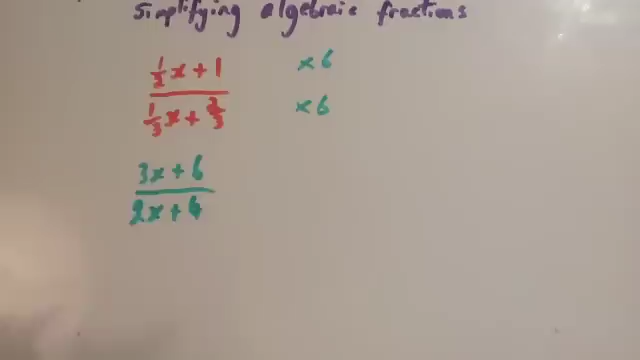 Simplifying algebraic fractions
½x + 1 ×6
⅓x + ⅔ ×6
3x + 6
2x + 4